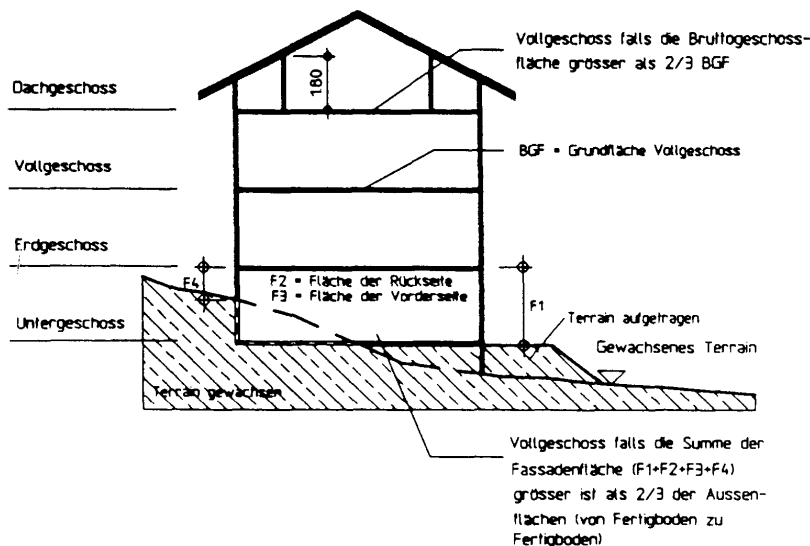 Vollgeschoss falls die Bruttogeschoss-
fläche grösser als 2/3 BGF
180
Dachgeschoss
BGF = Grundfläche Vollgeschoss
Vollgeschoss
Erdgeschoss
F4
F2 = Fläche der Rückseite
F3 = Fläche der Vorderseite
F1
Untergeschoss
Terrain aufgetragen
Gewachsenes Terrain
Terrain gewachsen
Vollgeschoss falls die Summe der
Fassadenfläche (F1+F2+F3+F4)
grösser ist als 2/3 der Aussen-
flächen (von Fertigboden zu
Fertigboden)